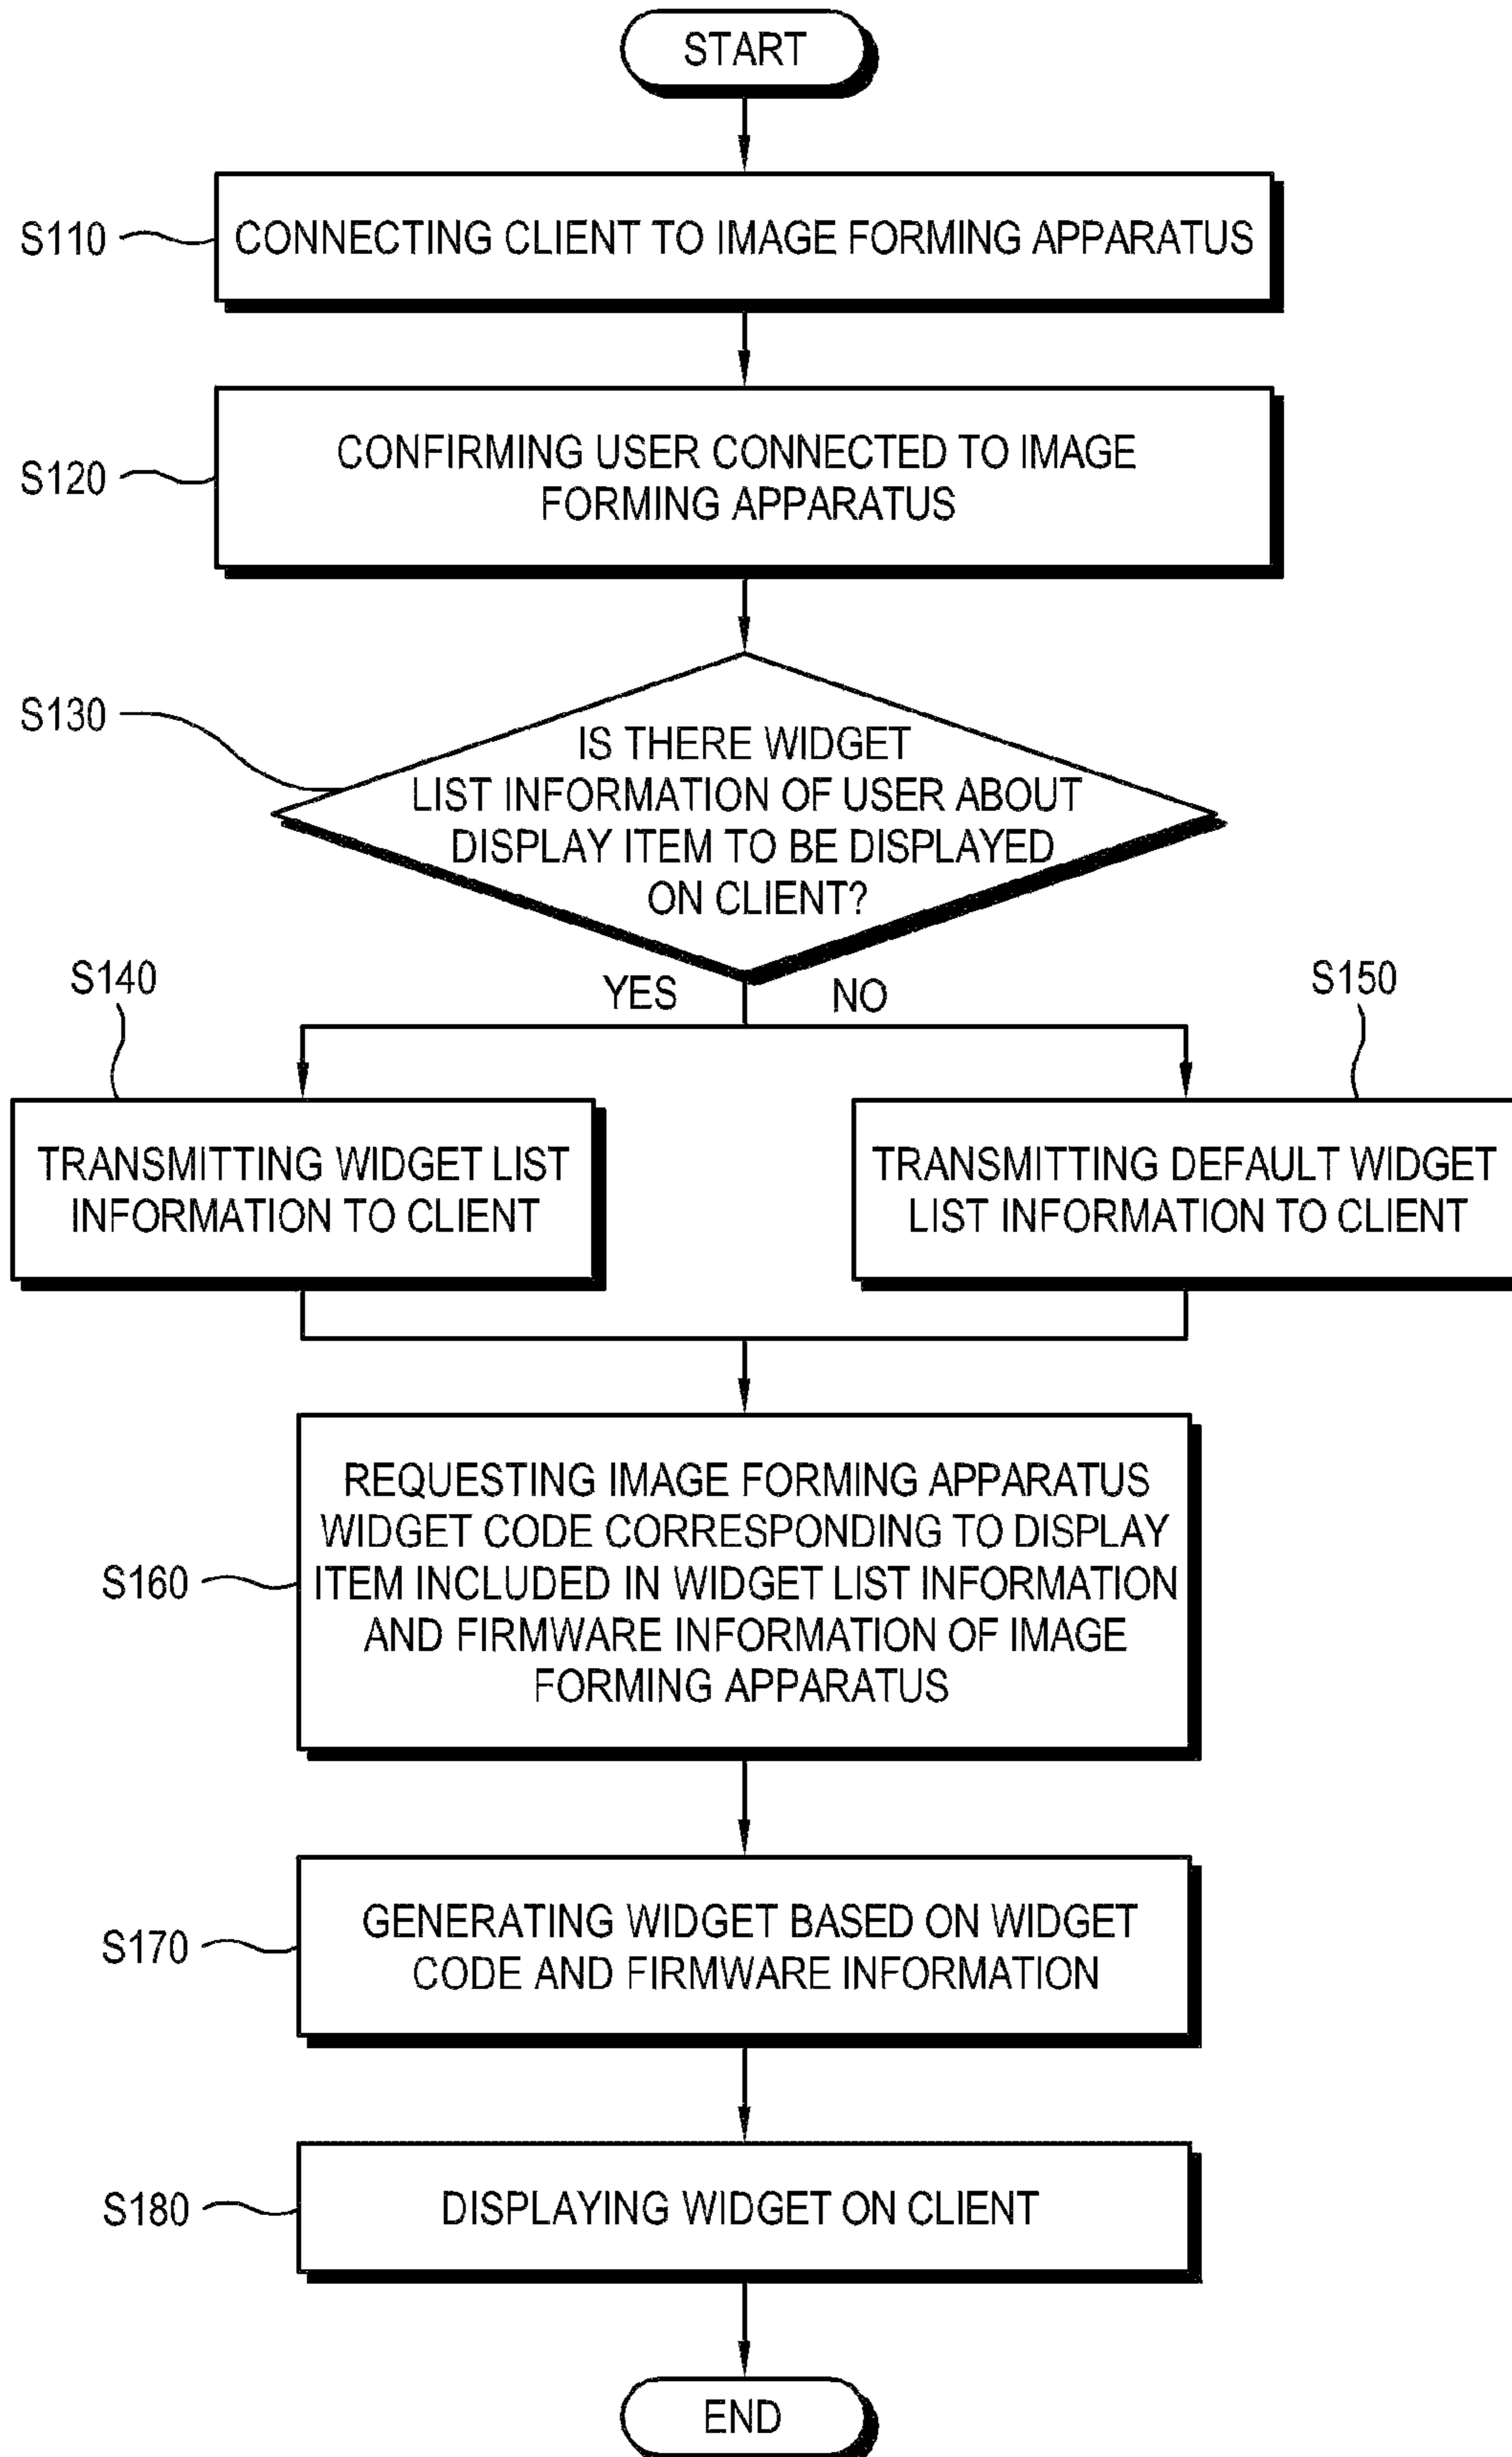 START
S110
CONNECTING CLIENT TO IMAGE FORMING APPARATUS
S120
CONFIRMING USER CONNECTED TO IMAGE
FORMING APPARATUS
S130
IS THERE WIDGET
LIST INFORMATION OF USER ABOUT
DISPLAY ITEM TO BE DISPLAYED
ON CLIENT?
YES
NO
S140
TRANSMITTING WIDGET LIST
INFORMATION TO CLIENT
S150
TRANSMITTING DEFAULT WIDGET
LIST INFORMATION TO CLIENT
S160
REQUESTING IMAGE FORMING APPARATUS
WIDGET CODE CORRESPONDING TO DISPLAY
ITEM INCLUDED IN WIDGET LIST INFORMATION
AND FIRMWARE INFORMATION OF IMAGE
FORMING APPARATUS
S170
GENERATING WIDGET BASED ON WIDGET
CODE AND FIRMWARE INFORMATION
S180
DISPLAYING WIDGET ON CLIENT
END